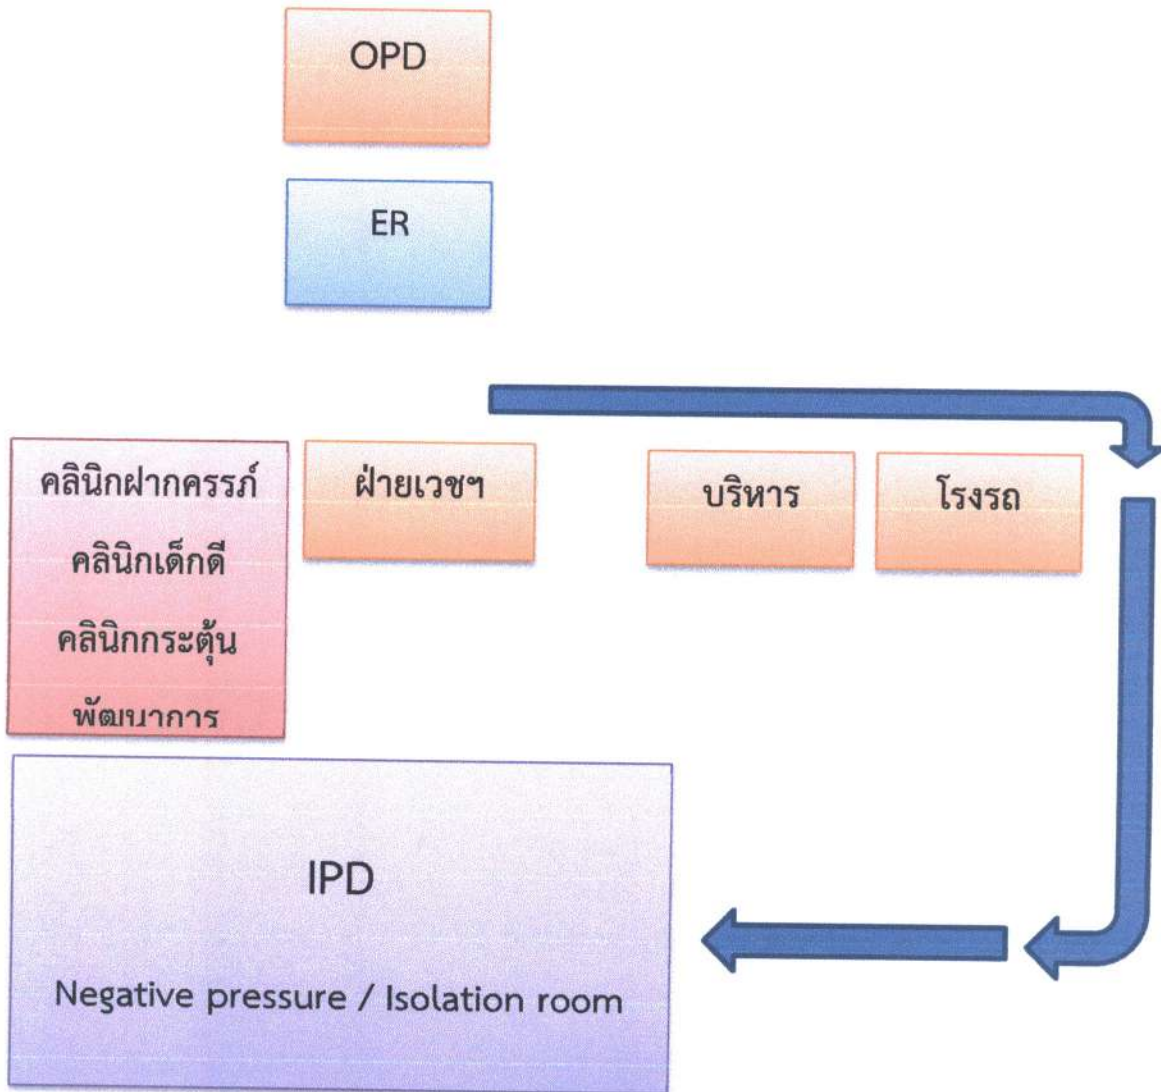 OPD
ER
คลินิกฝากครรภ์
คลินิกเด็กดี
คลินิกกระตุ้น
พัฒนาการ
ฝ่ายเวชฯ
บริหาร
โรงรถ
IPD
Negative pressure / Isolation room